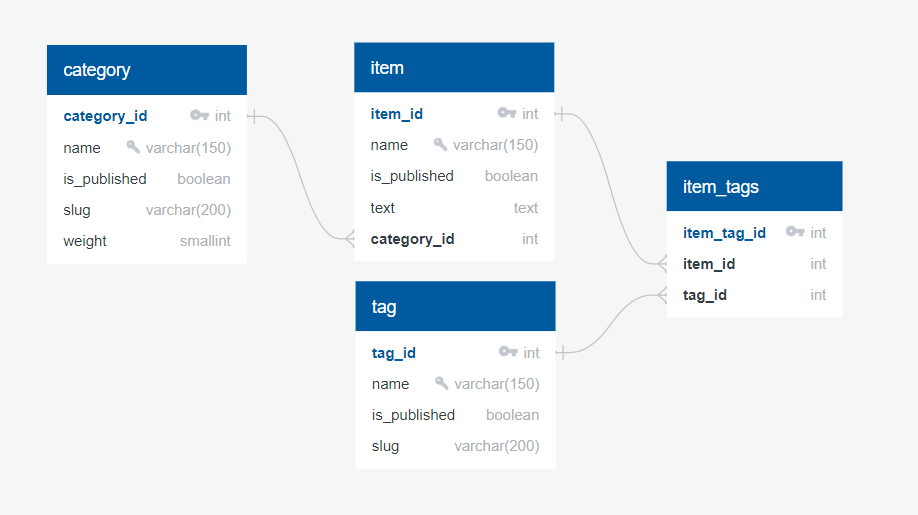 category
category_id int
name varchar(150)
is_published boolean
slug varchar(200)
weight smallint
item
item_id int
name varchar(150)
is_published boolean
text text
category_id int
tag
tag_id int
name varchar(150)
is_published boolean
slug varchar(200)
item_tags
item_tag_id int
item_id int
tag_id int